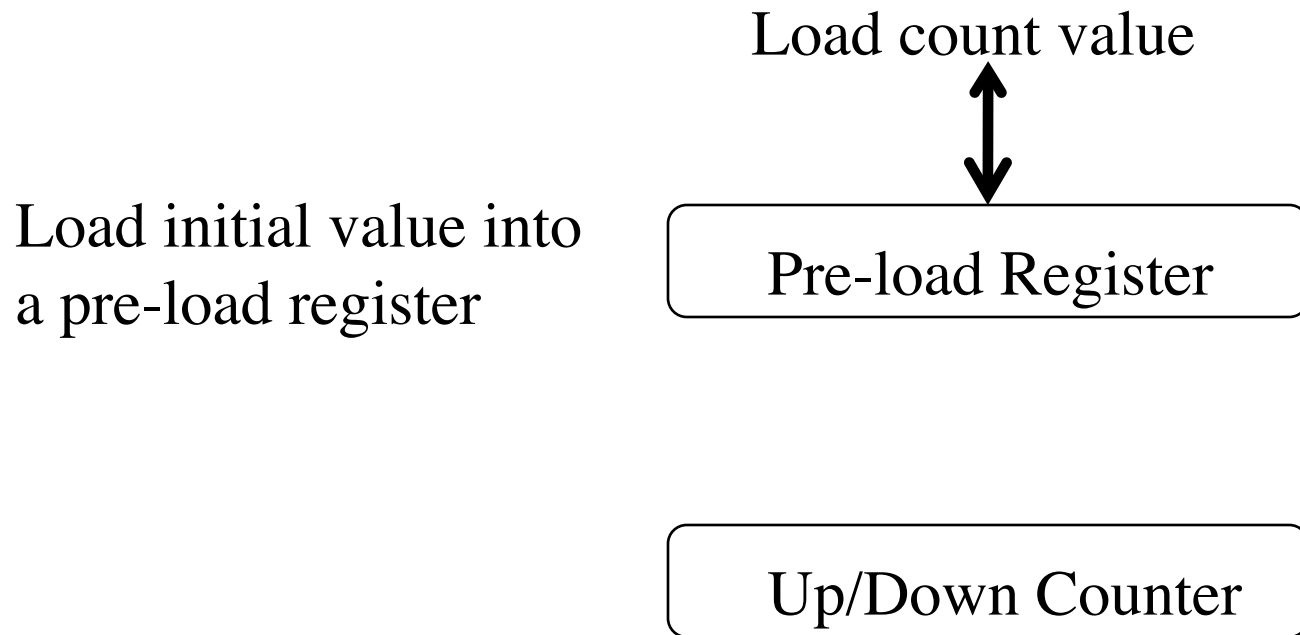 Load count value
Load initial value into
a pre-load register
Pre-load Register
Up/Down Counter